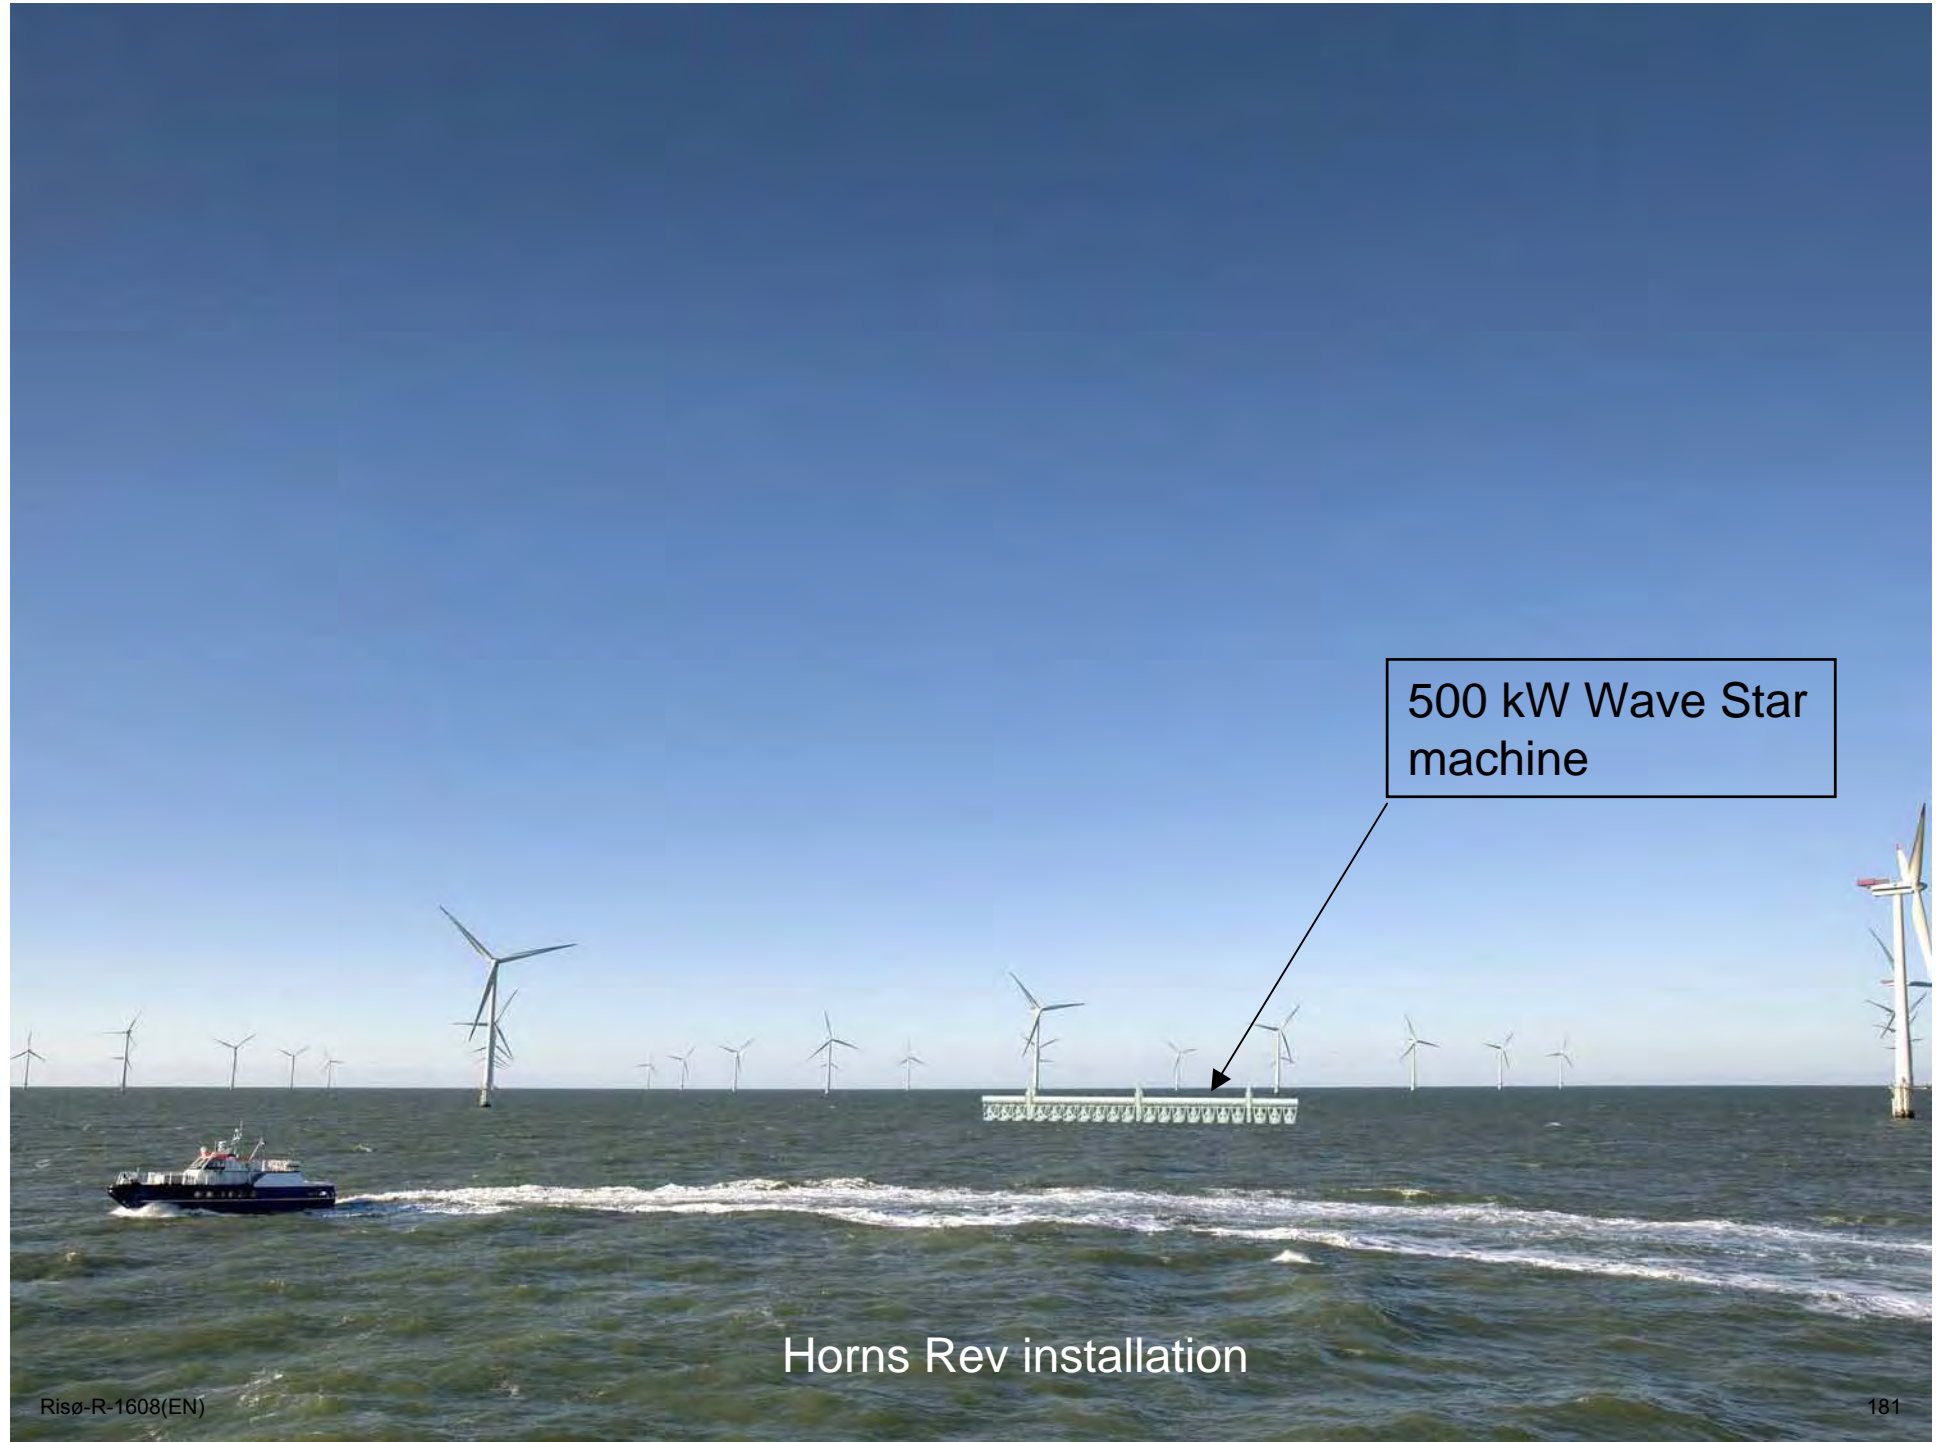 500 kW Wave Star
machine
Horns Rev installation
Risø-R-1608(EN)
181